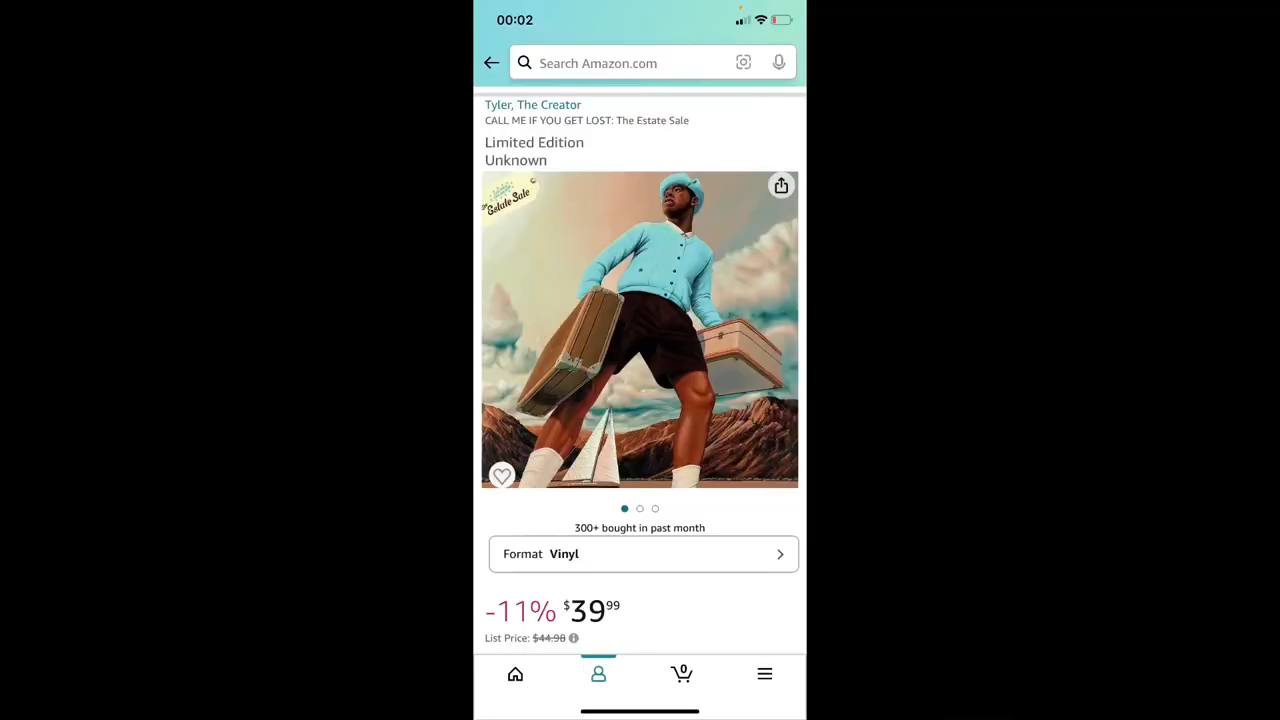 00:02
Search Amazon.com
Tyler, The Creator
CALL ME IF YOU GET LOST: The Estate Sale
Limited Edition
Unknown
Estate Sale
300+ bought in past month
Format Vinyl
-11% $39 99
List Price: $44.98
0